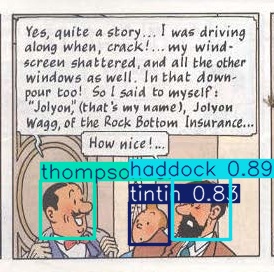 Yes, quite a story... I was driving
along when, crack!... my wind-
screen shattered, and all the other
windows as well. In that down-
pour too! So I said to myself:
"Jolyon," (that's my name), Jolyon
Wagg, of the Rock Bottom Insurance...
How nice!...
thompso
haddock 0.89
tintin 0.83